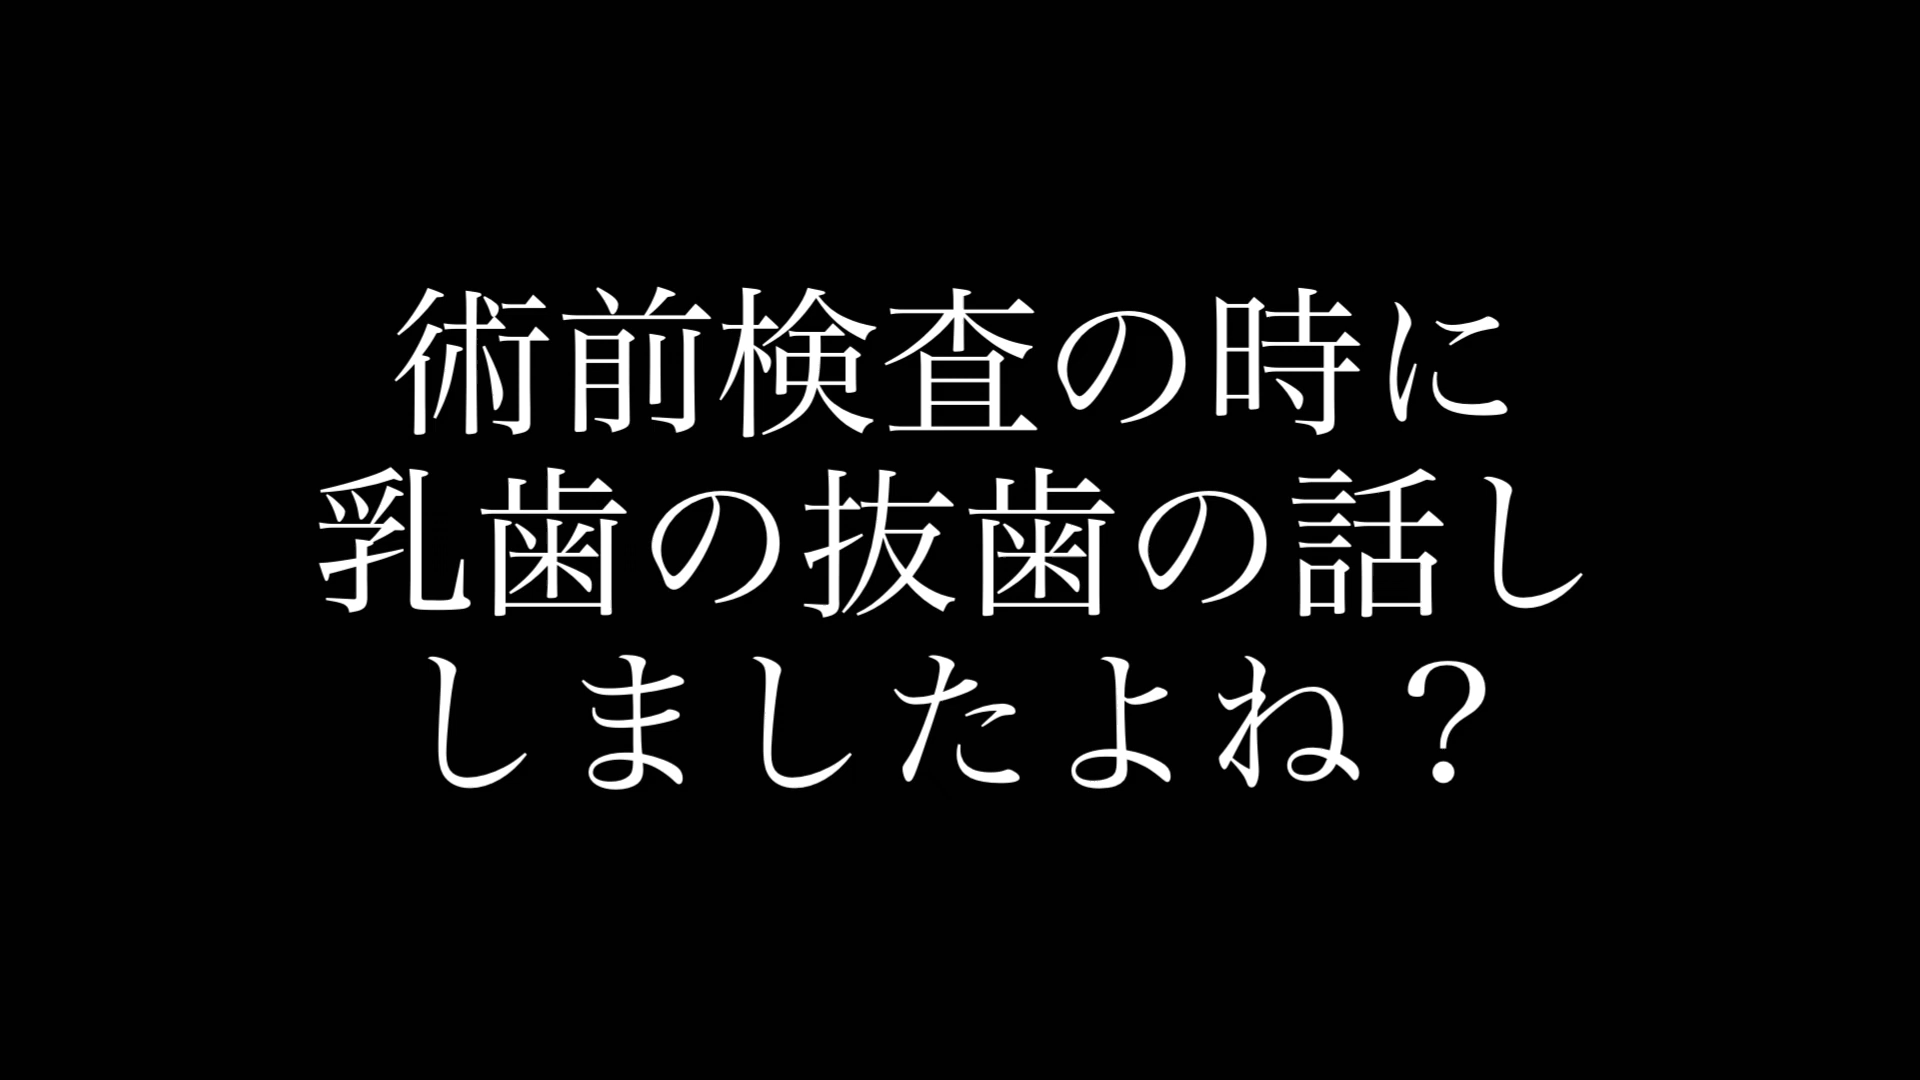 術前検査の時に
乳歯の抜歯の話し
しましたよね？